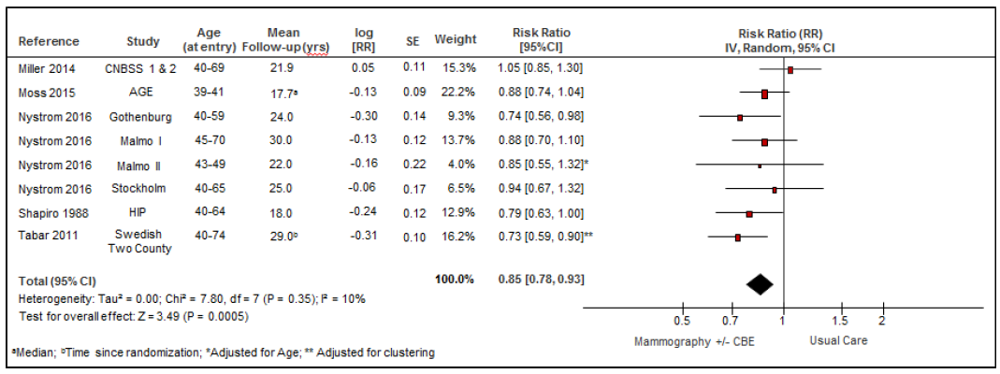 Reference Study Age (at entry) Mean Follow-up (yrs) log [RR] SE Weight Risk Ratio [95%CI] Risk Ratio (RR) IV, Random, 95% CI
Miller 2014 CNBSS 1 & 2 40-69 21.9 0.05 0.11 15.3% 1.05 [0.85, 1.30]
Moss 2015 AGE 39-41 17.7ª -0.13 0.09 22.2% 0.88 [0.74, 1.04]
Nystrom 2016 Gothenburg 40-59 24.0 -0.30 0.14 9.3% 0.74 [0.56, 0.98]
Nystrom 2016 Malmo I 45-70 30.0 -0.13 0.12 13.7% 0.88 [0.70, 1.10]
Nystrom 2016 Malmo II 43-49 22.0 -0.16 0.22 4.0% 0.85 [0.55, 1.32]*
Nystrom 2016 Stockholm 40-65 25.0 -0.06 0.17 6.5% 0.94 [0.67, 1.32]
Shapiro 1988 HIP 40-64 18.0 -0.24 0.12 12.9% 0.79 [0.63, 1.00]
Tabar 2011 Swedish Two County 40-74 29.0ᵇ -0.31 0.10 16.2% 0.73 [0.59, 0.90]**
Total (95% CI) 100.0% 0.85 [0.78, 0.93]
Heterogeneity: Tau² = 0.00; Chi² = 7.80, df = 7 (P = 0.35); I² = 10%
Test for overall effect: Z = 3.49 (P = 0.0005)
0.5 0.7 1 1.5 2
Mammography +/- CBE Usual Care
ªMedian; ᵇTime since randomization; *Adjusted for Age; ** Adjusted for clustering